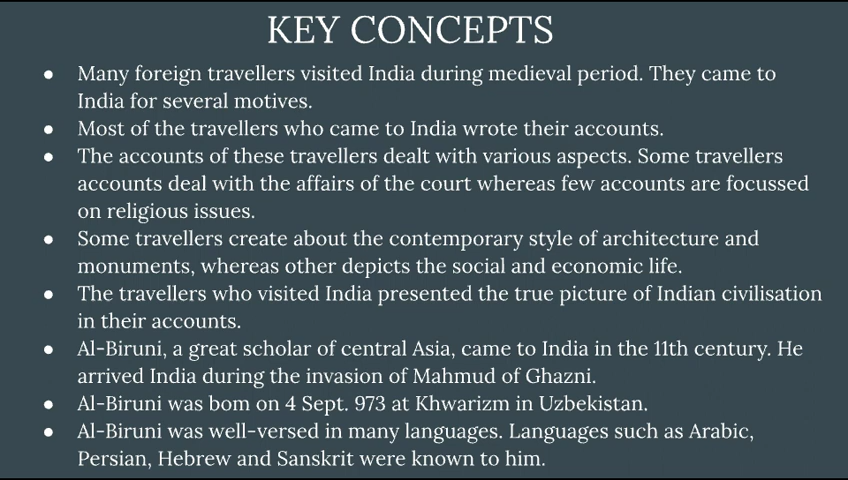 KEY CONCEPTS
● Many foreign travellers visited India during medieval period. They came to
India for several motives.
● Most of the travellers who came to India wrote their accounts.
● The accounts of these travellers dealt with various aspects. Some travellers
accounts deal with the affairs of the court whereas few accounts are focussed
on religious issues.
● Some travellers create about the contemporary style of architecture and
monuments, whereas other depicts the social and economic life.
● The travellers who visited India presented the true picture of Indian civilisation
in their accounts.
● Al-Biruni, a great scholar of central Asia, came to India in the 11th century. He
arrived India during the invasion of Mahmud of Ghazni.
● Al-Biruni was bom on 4 Sept. 973 at Khwarizm in Uzbekistan.
● Al-Biruni was well-versed in many languages. Languages such as Arabic,
Persian, Hebrew and Sanskrit were known to him.